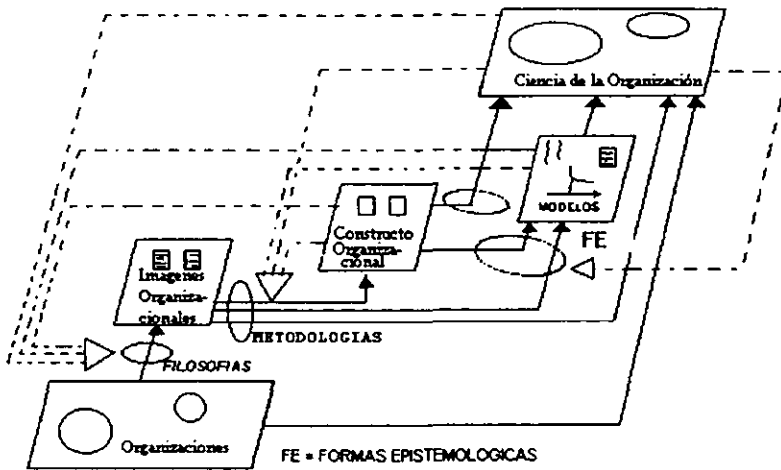 Ciencia de la Organización
MODELOS
FE
Constructo
Organiza-
cional
Imagenes
Organiza-
cionales
METODOLOGIAS
FILOSOFIAS
Organizaciones
FE = FORMAS EPISTEMOLOGICAS